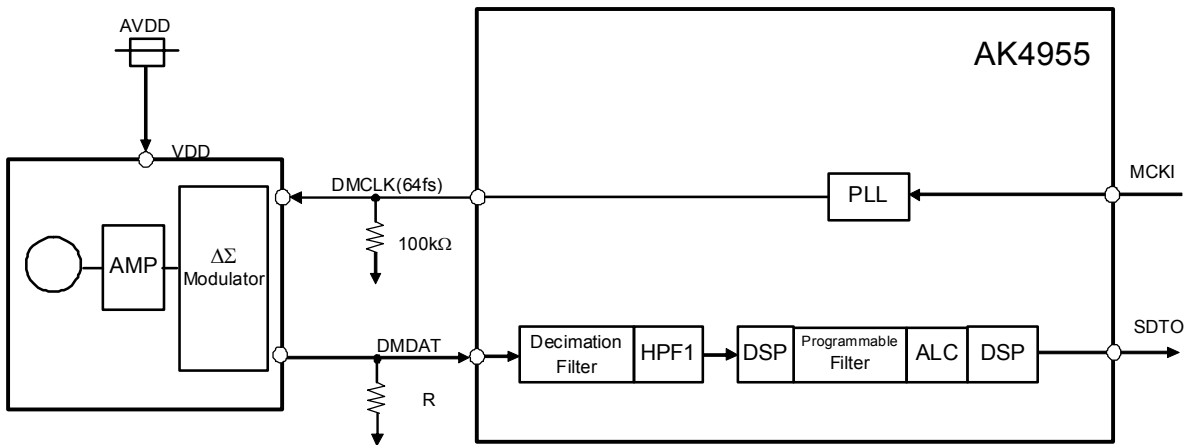 AVDD
AK4955
VDD
DMCLK(64fs)
MCKI
PLL
100kΩ
AMP
ΔΣ
Modulator
SDTO
DMDAT
Decimation
Filter
HPF1
DSP
Programmable
Filter
ALC
DSP
R